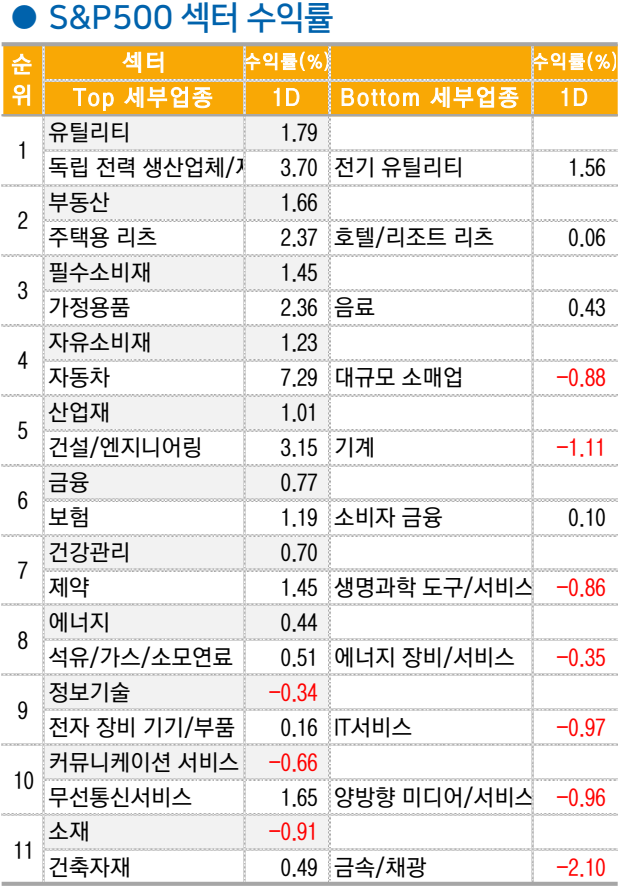 ● S&P500 섹터 수익률
순위 섹터 수익률(%) 수익률(%)
Top 세부업종 1D Bottom 세부업종 1D
1 유틸리티 1.79
독립 전력 생산업체/ 3.70 전기 유틸리티 1.56
2 부동산 1.66
주택용 리츠 2.37 호텔/리조트 리츠 0.06
3 필수소비재 1.45
가정용품 2.36 음료 0.43
4 자유소비재 1.23
자동차 7.29 대규모 소매업 -0.88
5 산업재 1.01
건설/엔지니어링 3.15 기계 -1.11
6 금융 0.77
보험 1.19 소비자 금융 0.10
7 건강관리 0.70
제약 1.45 생명과학 도구/서비스 -0.86
8 에너지 0.44
석유/가스/소모연료 0.51 에너지 장비/서비스 -0.35
9 정보기술 -0.34
전자 장비 기기/부품 0.16 IT서비스 -0.97
10 커뮤니케이션 서비스 -0.66
무선통신서비스 1.65 양방향 미디어/서비스 -0.96
11 소재 -0.91
건축자재 0.49 금속/채광 -2.10